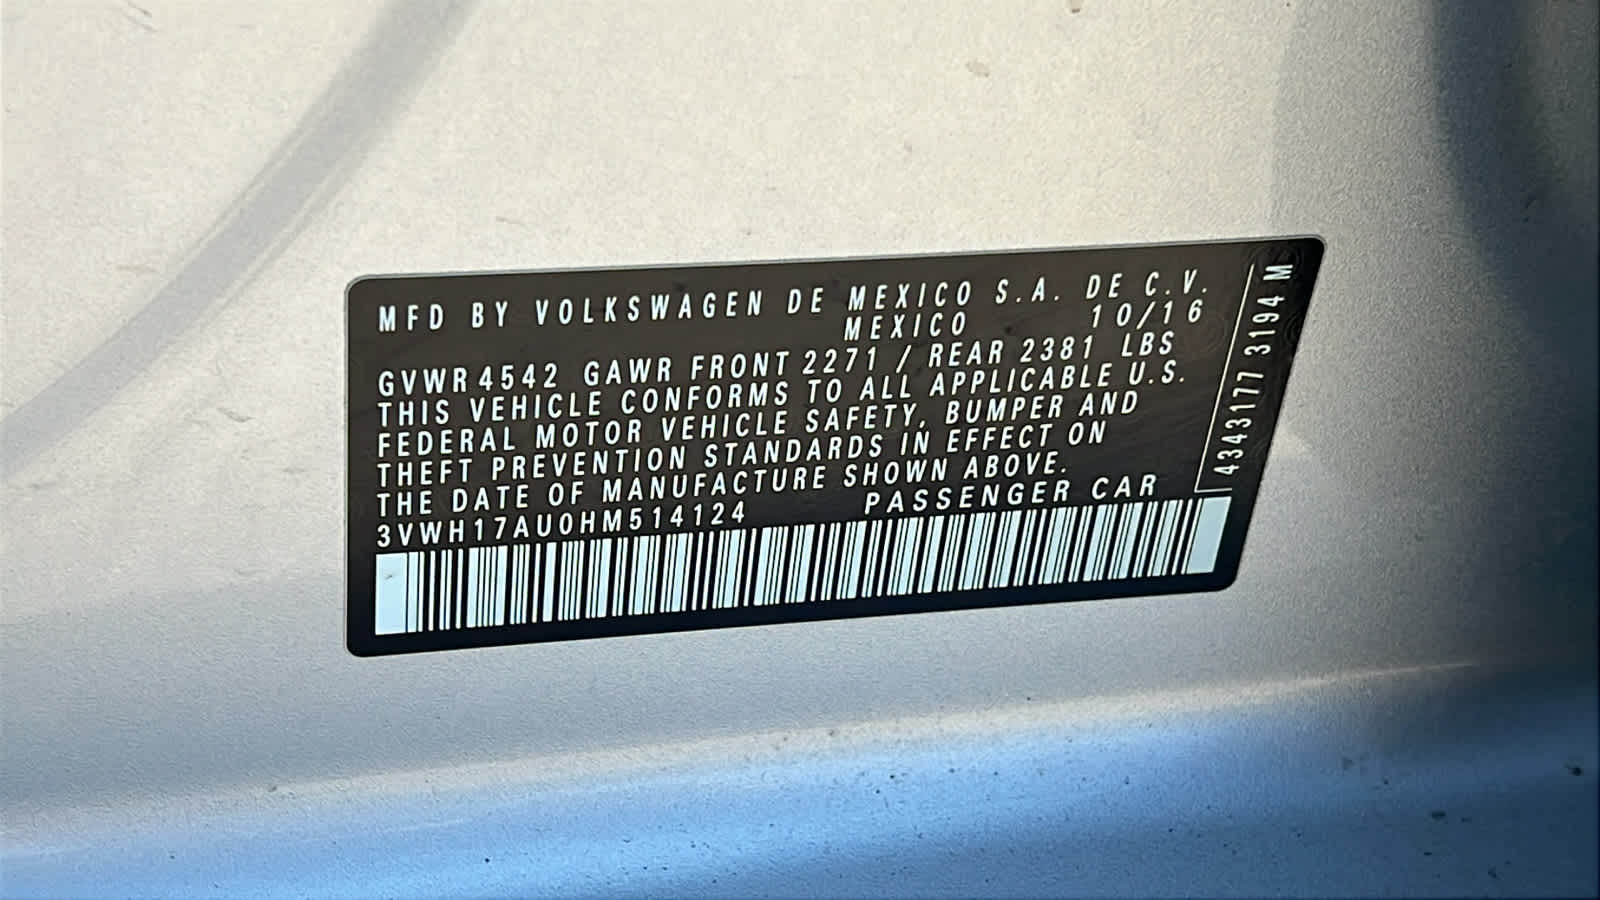 MFD BY VOLKSWAGEN DE MEXICO S.A. DE C.V.
MEXICO 10/16
GVWR 4542 GAWR FRONT 2271 / REAR 2381 LBS
THIS VEHICLE CONFORMS TO ALL APPLICABLE U.S.
FEDERAL MOTOR VEHICLE SAFETY, BUMPER AND
THEFT PREVENTION STANDARDS IN EFFECT ON
THE DATE OF MANUFACTURE SHOWN ABOVE.
3VWH17AU0HM514124 PASSENGER CAR
4343177 3194 M